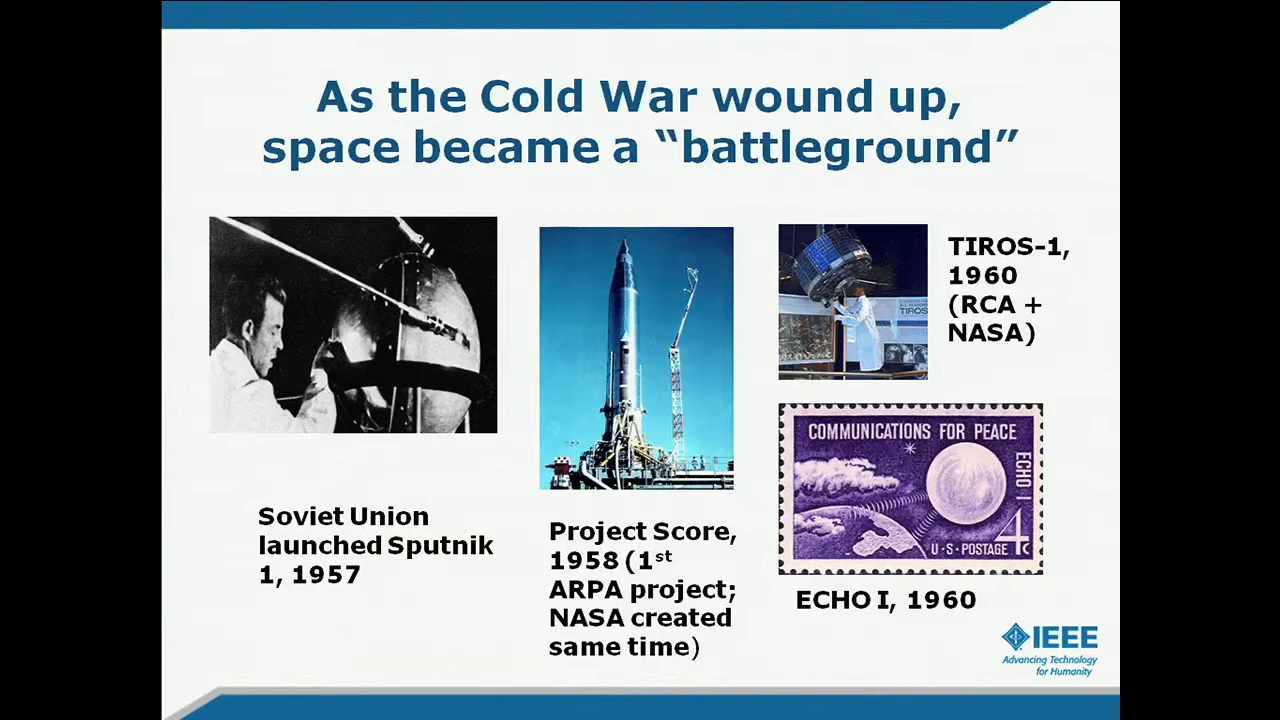 As the Cold War wound up,
space became a “battleground”
Soviet Union
launched Sputnik
1, 1957
Project Score,
1958 (1st
ARPA project;
NASA created
same time)
TIROS-1,
1960
(RCA +
NASA)
TIROS
COMMUNICATIONS FOR PEACE
ECHO I
4c
U·S·POSTAGE
ECHO I, 1960
IEEE
Advancing Technology
for Humanity